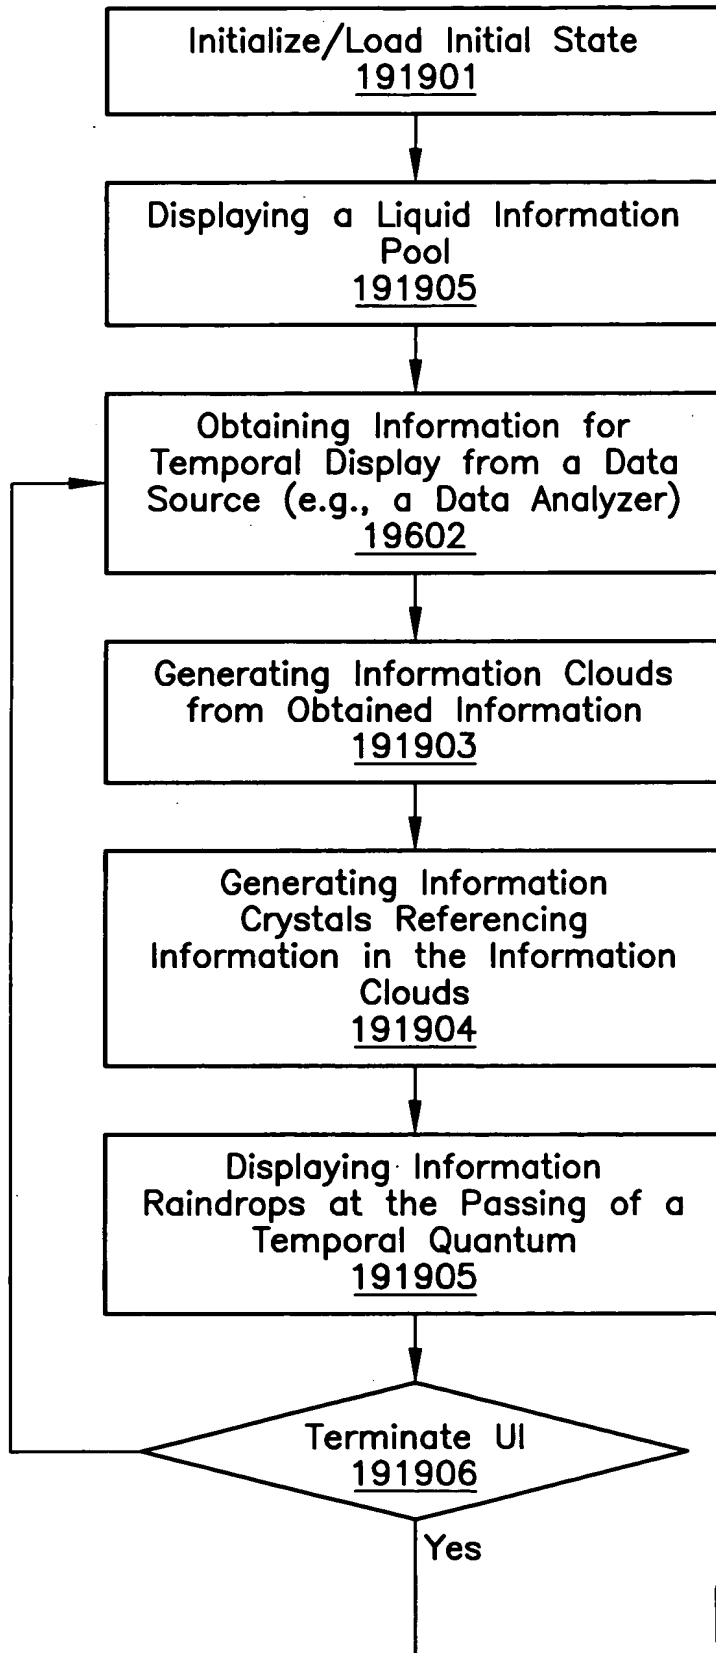 Initialize/Load Initial State
191901
Displaying a Liquid Information
Pool
191905
Obtaining Information for
Temporal Display from a Data
Source (e.g., a Data Analyzer)
19602
Generating Information Clouds
from Obtained Information
191903
Generating Information
Crystals Referencing
Information in the Information
Clouds
191904
Displaying Information
Raindrops at the Passing of a
Temporal Quantum
191905
Terminate UI
191906
Yes